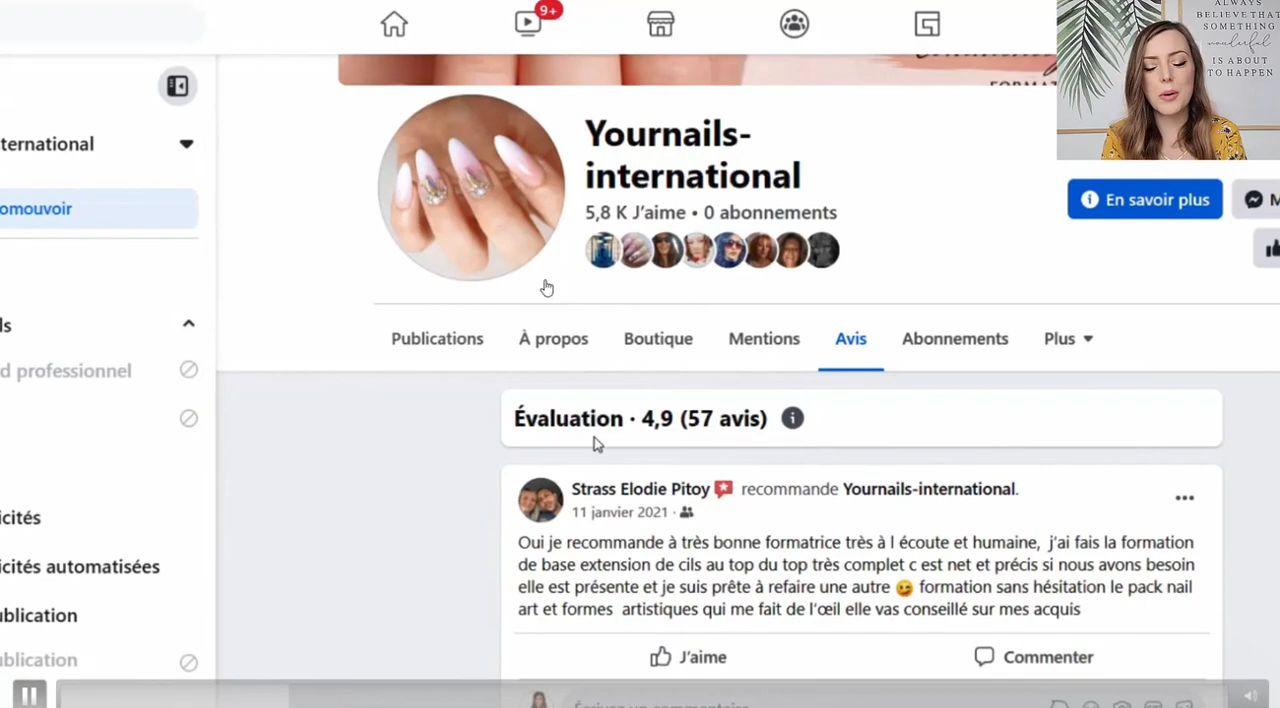 9+
ALWAYS
BELIEVE THAT
SOMETHING
wonderful
IS ABOUT
TO HAPPEN
ternational
omouvoir
Yournails-
international
5,8 K J’aime • 0 abonnements
En savoir plus
M
ls
d professionnel
Publications
À propos
Boutique
Mentions
Avis
Abonnements
Plus
Évaluation · 4,9 (57 avis)
Strass Elodie Pitoy recommande Yournails-international.
11 janvier 2021 ·
Oui je recommande à très bonne formatrice très à l écoute et humaine, j’ai fais la formation
de base extension de cils au top du top très complet c est net et précis si nous avons besoin
elle est présente et je suis prête à refaire une autre 😜 formation sans hésitation le pack nail
art et formes artistiques qui me fait de l’œil elle vas conseillé sur mes acquis
icités
icités automatisées
ublication
ublication
J’aime
Commenter
Écrivez un commentaire